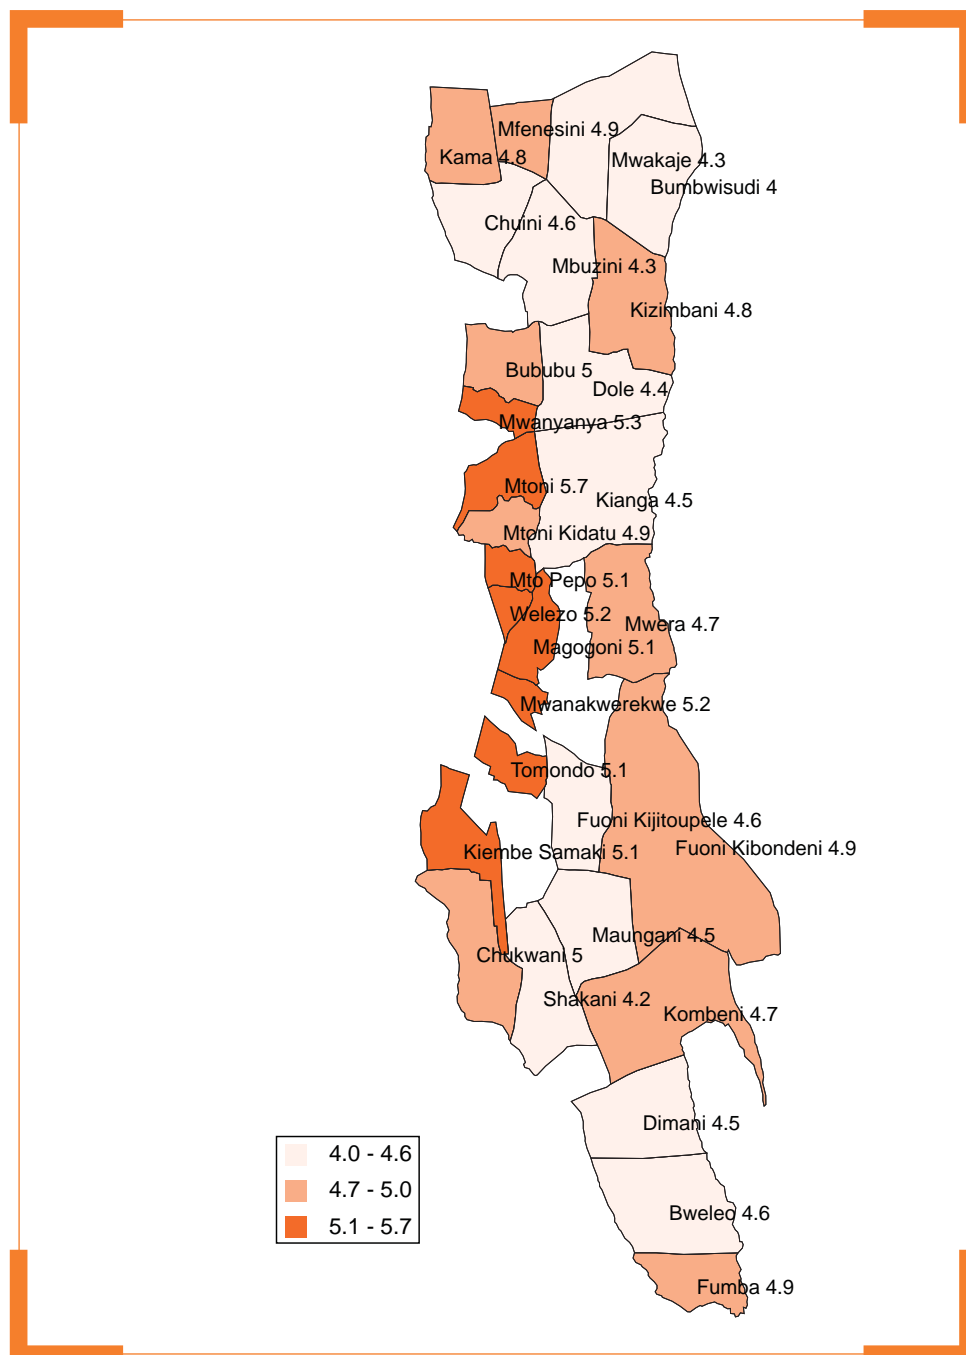 Mfenesini 4.9
Kama 4.8
Mwakaje 4.3
Bumbwisudi 4
Chuini 4.6
Mbuzini 4.3
Kizimbani 4.8
Bububu 5
Dole 4.4
Mwanyanya 5.3
Mtoni 5.7
Kianga 4.5
Mtoni Kidatu 4.9
Mto Pepo 5.1
Welezo 5.2
Mwera 4.7
Magogoni 5.1
Mwanakwerekwe 5.2
Tomondo 5.1
Fuoni Kijitoupele 4.6
Fuoni Kibondeni 4.9
Kiembe Samaki 5.1
Maungani 4.5
Chukwani 5
Shakani 4.2
Kombeni 4.7
Dimani 4.5
4.0 - 4.6
4.7 - 5.0
Bweleo 4.6
5.1 - 5.7
Fumba 4.9